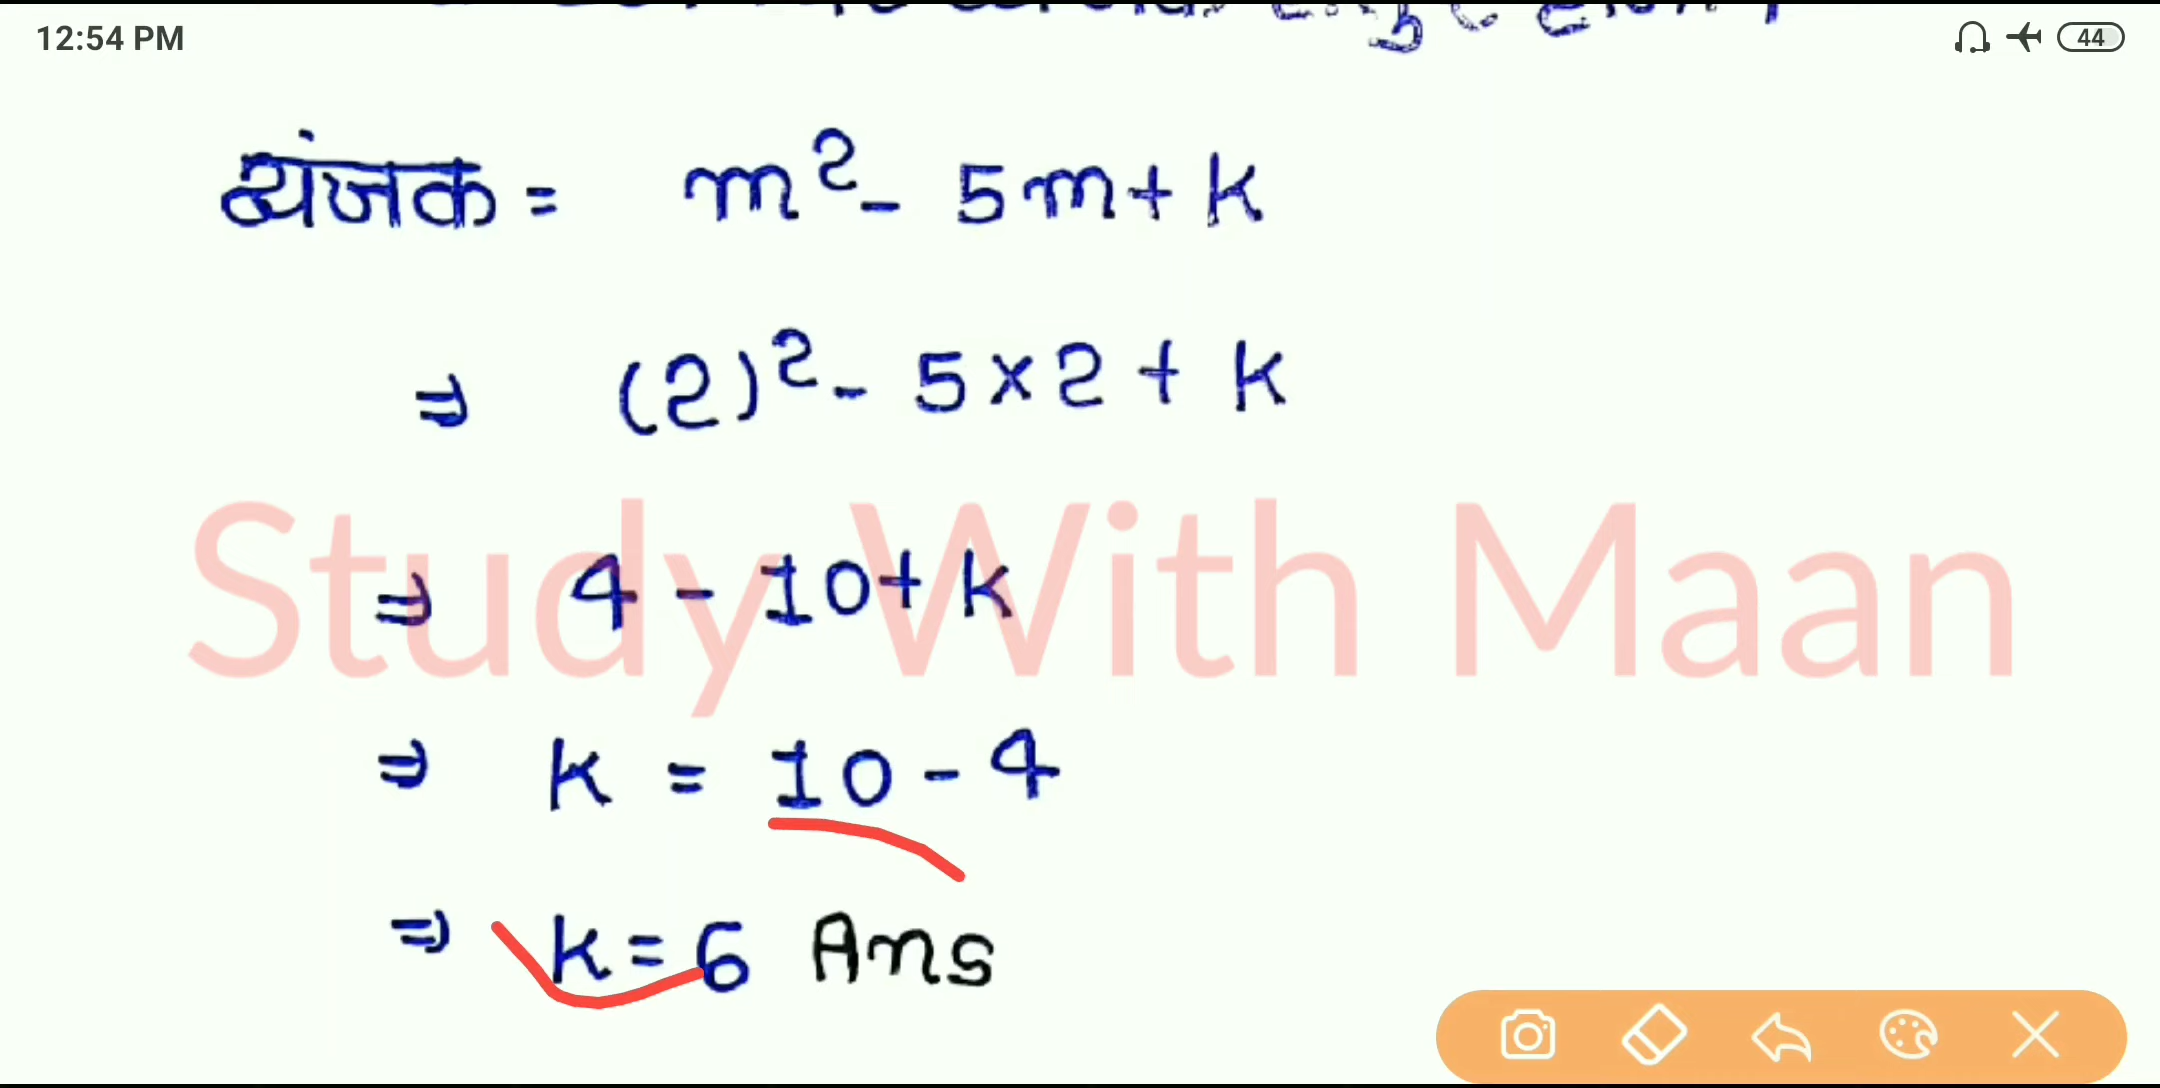 12:54 PM
44
व्यंजक = m² - 5m + k
⇒ (2)² - 5×2 + k
Study With Maan
⇒ 4 - 10 + k
⇒ k = 10 - 4
⇒ k = 6 Ans